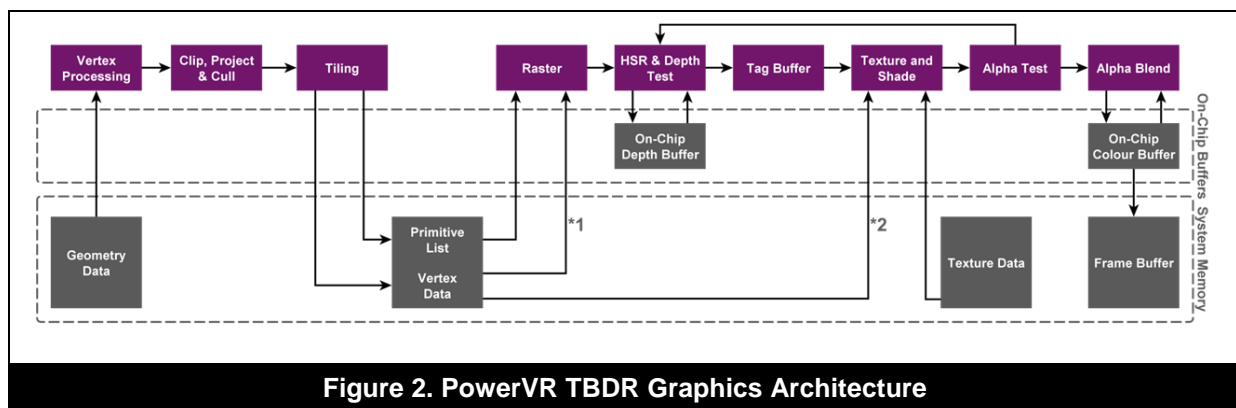 Vertex
Processing
Clip, Project
& Cull
Tiling
Raster
HSR & Depth
Test
Tag Buffer
Texture and
Shade
Alpha Test
Alpha Blend
On-Chip
Depth Buffer
On-Chip
Colour Buffer
On-Chip Buffers
Geometry
Data
Primitive
List
Vertex
Data
*1
*2
Texture Data
Frame Buffer
System Memory
Figure 2. PowerVR TBDR Graphics Architecture